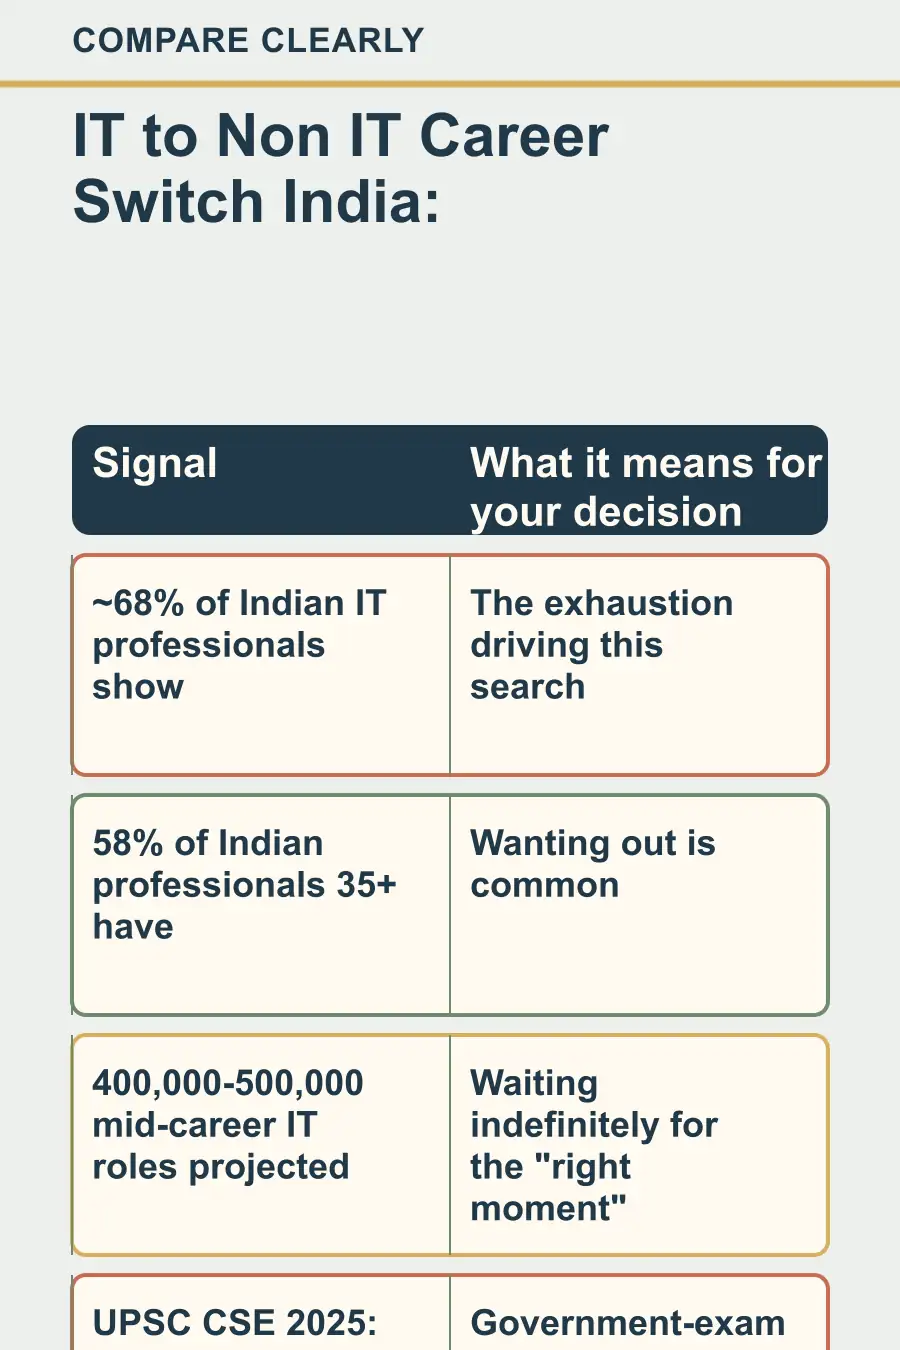 COMPARE CLEARLY
IT to Non IT Career
Switch India:
Signal
What it means for
your decision
~68% of Indian IT
professionals
show
The exhaustion
driving this
search
58% of Indian
professionals 35+
have
Wanting out is
common
400,000-500,000
mid-career IT
roles projected
Waiting
indefinitely for
the "right
moment"
UPSC CSE 2025:
Government-exam